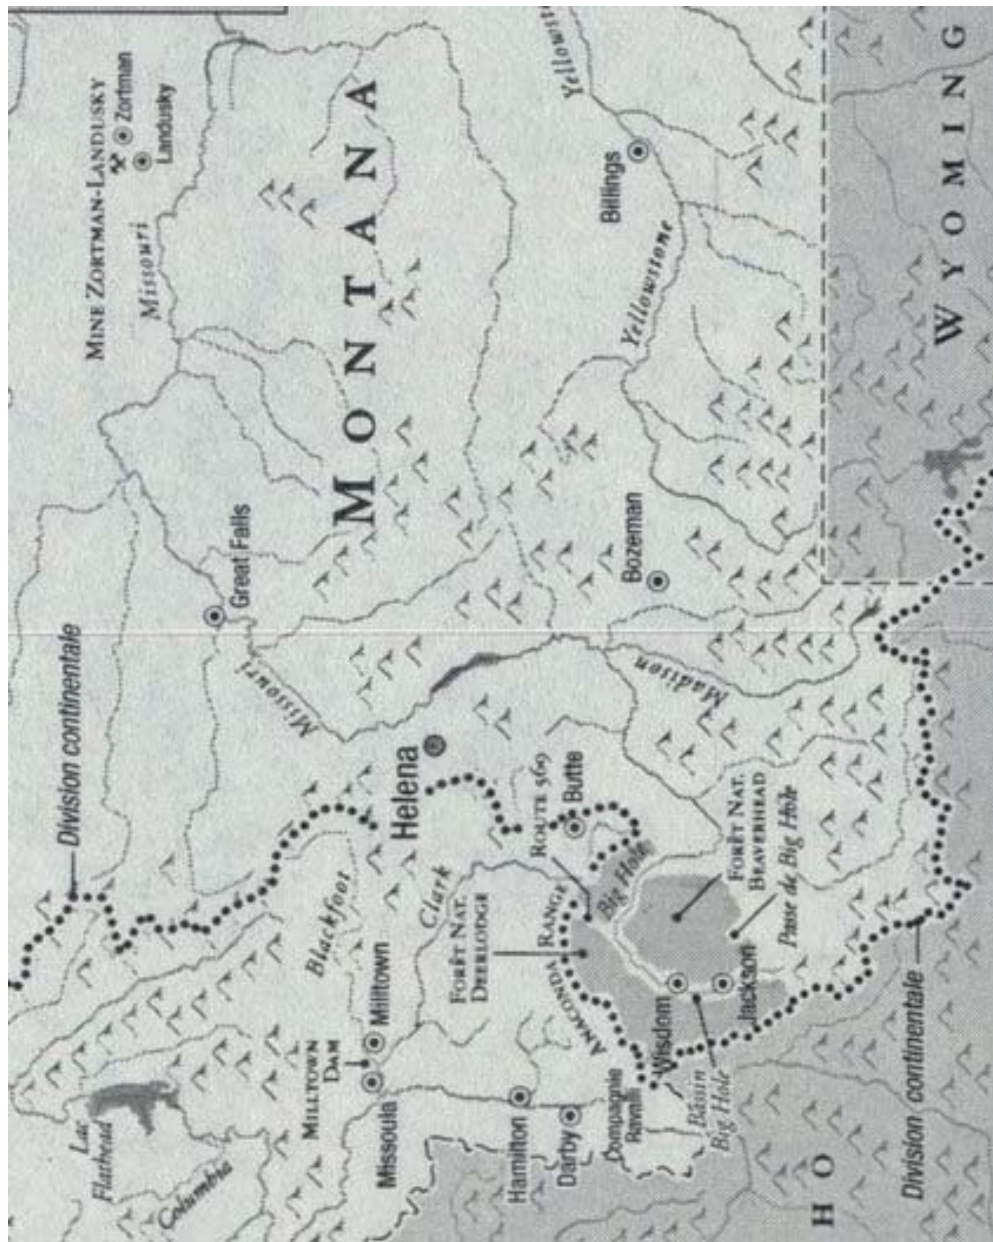 MINE ZORTMAN-LANDUSKY
Zortman
Landusky
Missouri
MONTANA
Yellowstone
Billings
Yellowstone
WYOMING
Great Falls
Bozeman
Division continentale
Missouri
Madison
Helena
ROUTE 569
Butte
Blackfoot
Clark
FORÊT NAT.
DEERLODGE
ANACONDA RANGE
Big Hole
FORÊT NAT.
BEAVERHEAD
Passe de Big Hole
Lac
Flathead
Columbia
MILLTOWN
DAM
Milltown
Missoula
Hamilton
Darby
Compagnie
Ravalli
Wisdom
Jackson
Bassin
Big Hole
HO
Division continentale